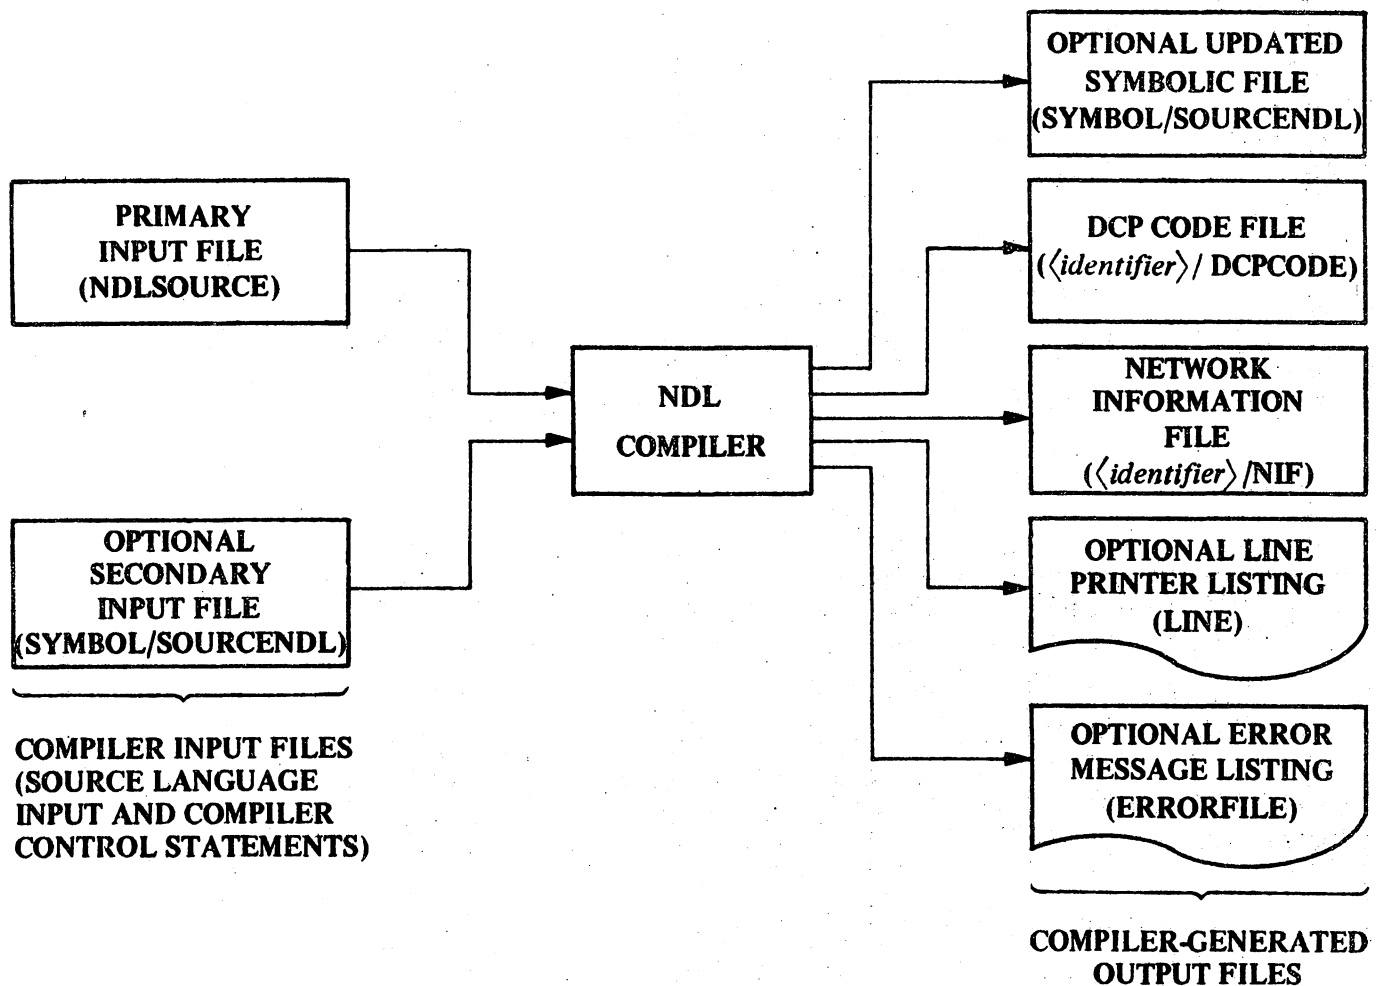 PRIMARY
INPUT FILE
(NDLSOURCE)
OPTIONAL
SECONDARY
INPUT FILE
(SYMBOL/SOURCENDL)
COMPILER INPUT FILES
(SOURCE LANGUAGE
INPUT AND COMPILER
CONTROL STATEMENTS)
NDL
COMPILER
OPTIONAL UPDATED
SYMBOLIC FILE
(SYMBOL/SOURCENDL)
DCP CODE FILE
(⟨identifier⟩/ DCPCODE)
NETWORK
INFORMATION
FILE
(⟨identifier⟩/NIF)
OPTIONAL LINE
PRINTER LISTING
(LINE)
OPTIONAL ERROR
MESSAGE LISTING
(ERRORFILE)
COMPILER-GENERATED
OUTPUT FILES